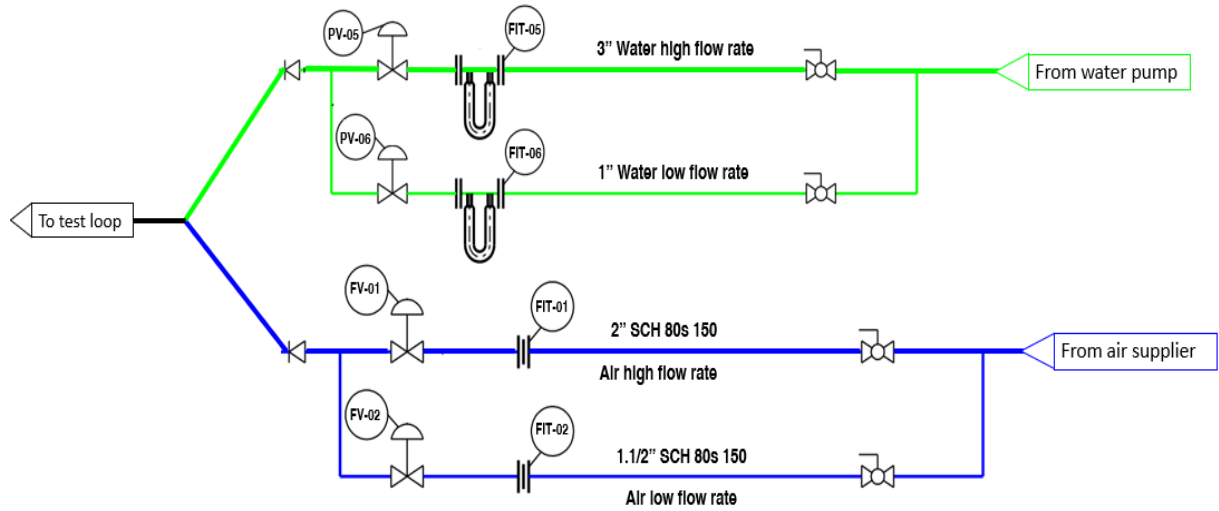 PV-05
FIT-05
3” Water high flow rate
From water pump
PV-06
FIT-06
1” Water low flow rate
To test loop
FV-01
FIT-01
2” SCH 80s 150
Air high flow rate
From air supplier
FV-02
FIT-02
1.1/2” SCH 80s 150
Air low flow rate